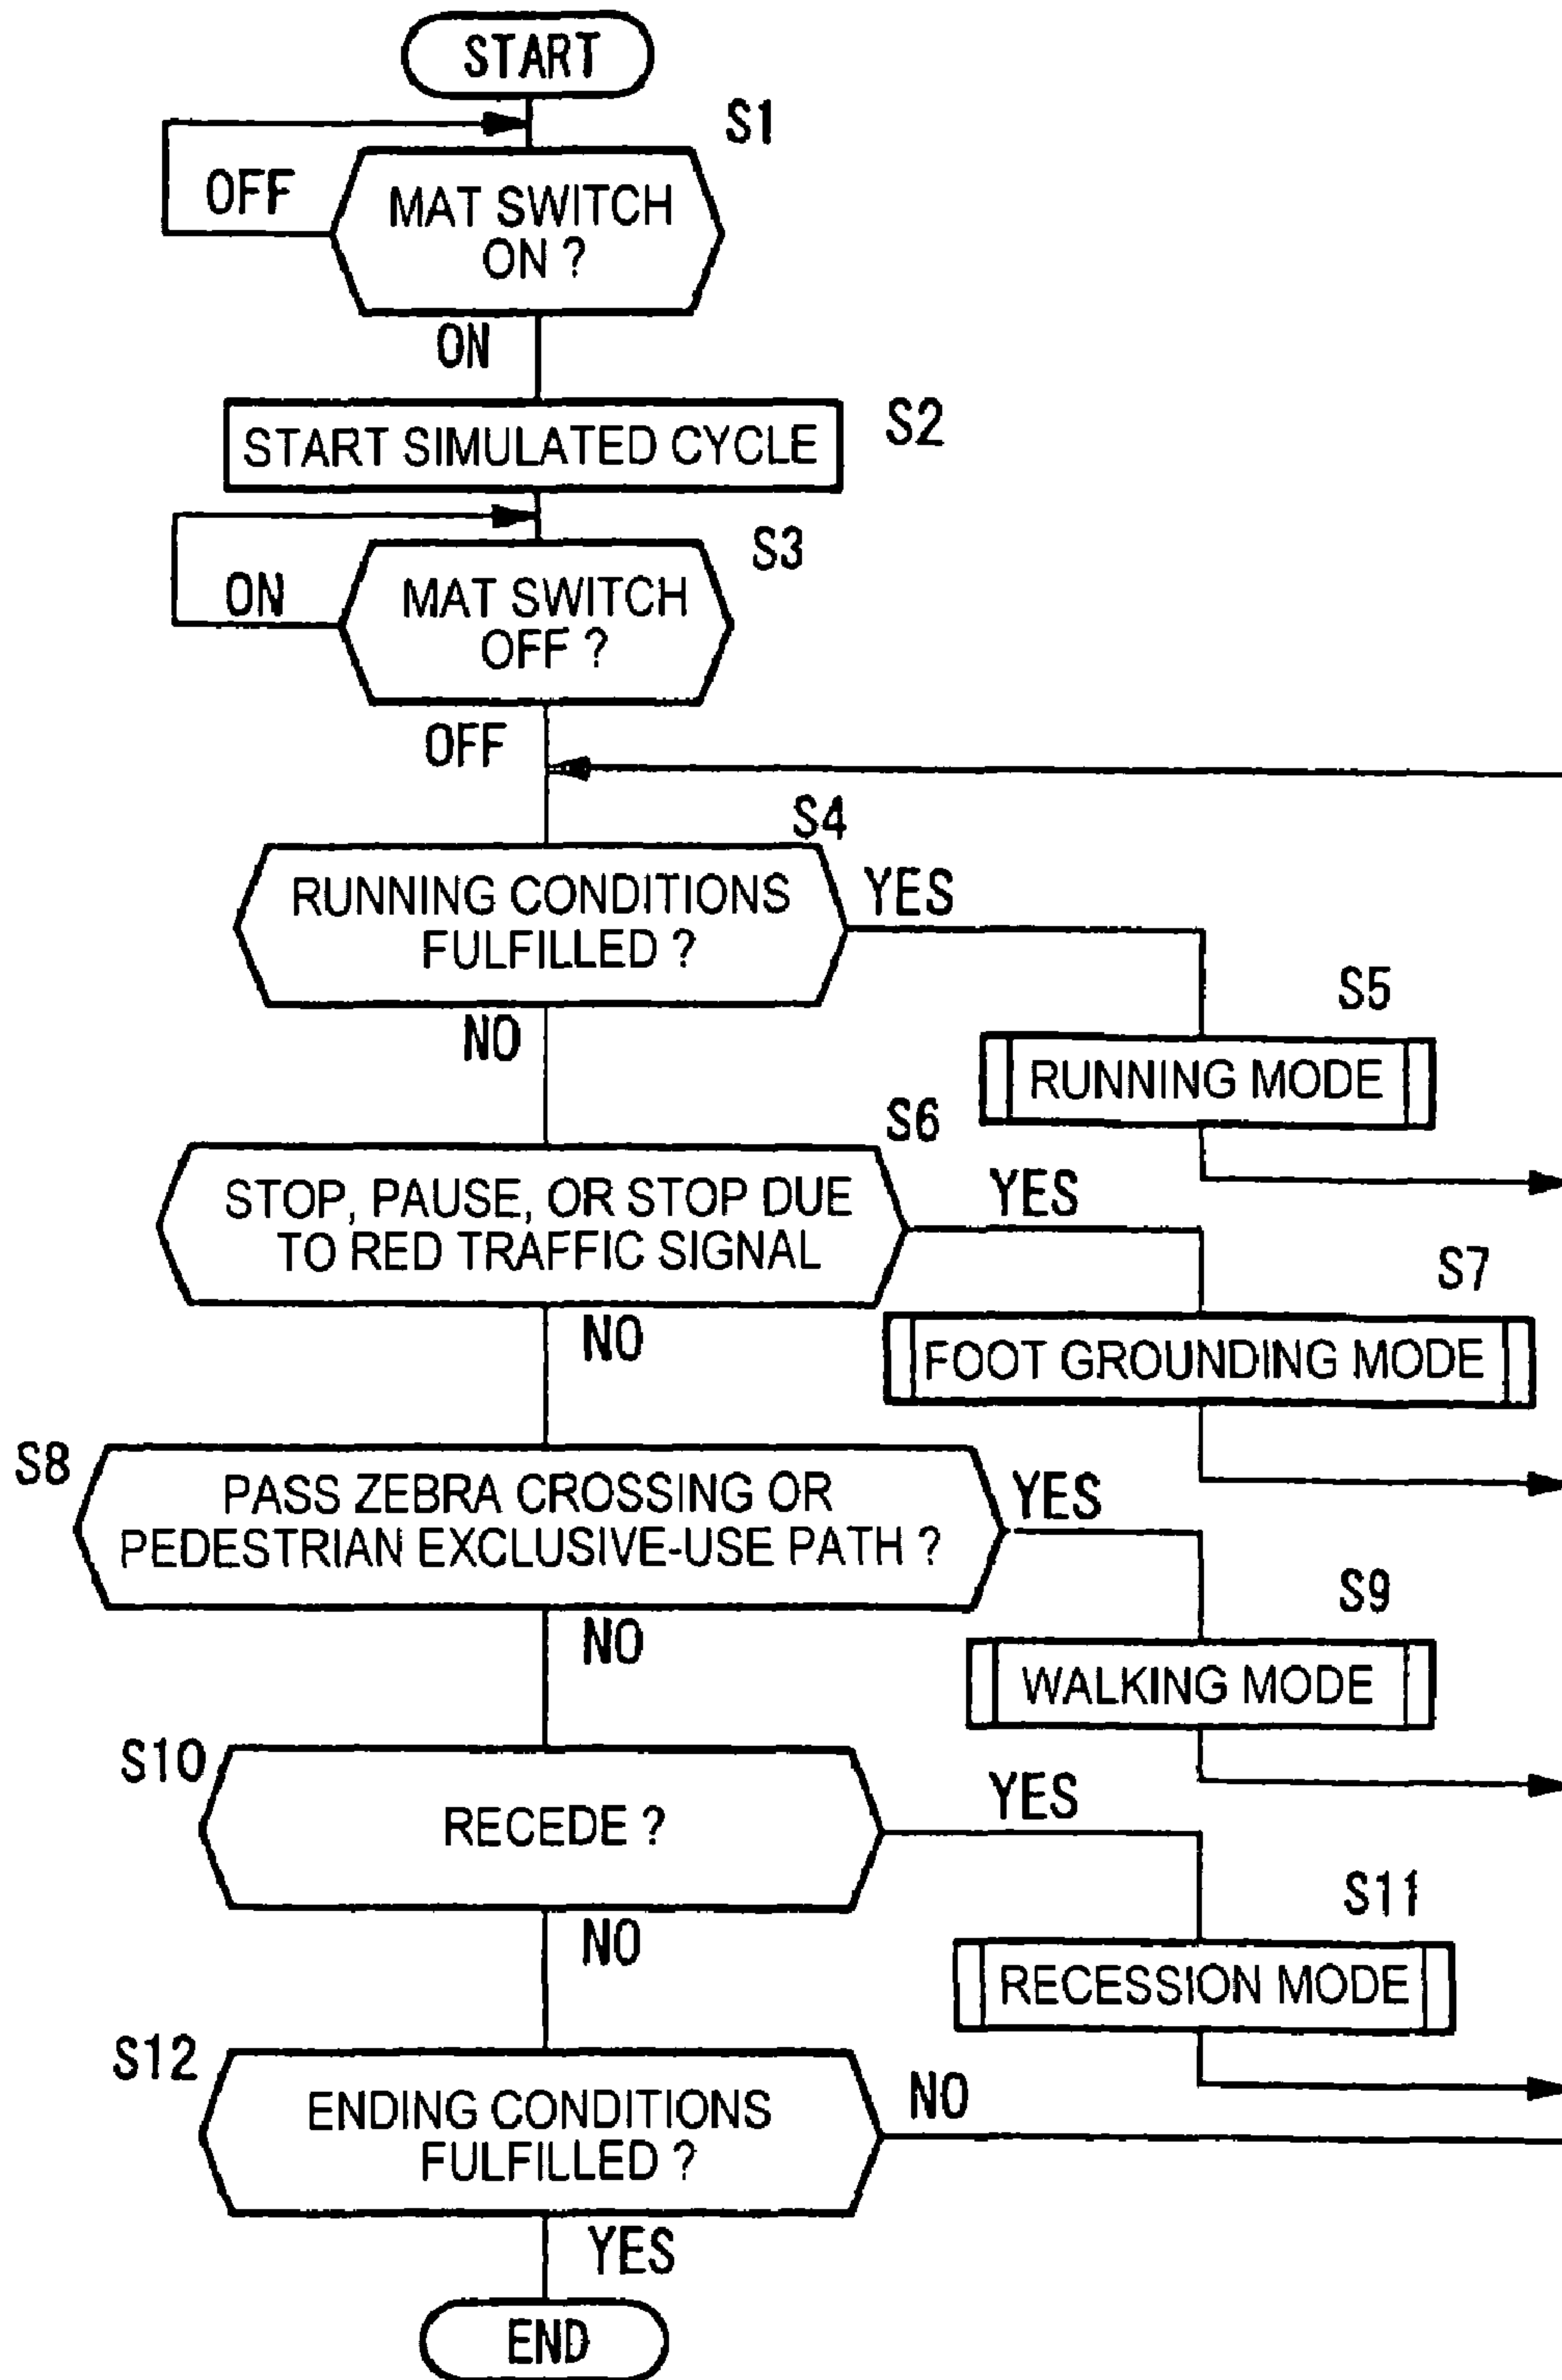 START
S1
OFF
MAT SWITCH
ON ?
ON
START SIMULATED CYCLE
S2
S3
ON
MAT SWITCH
OFF ?
OFF
S4
RUNNING CONDITIONS
FULFILLED ?
YES
NO
S5
RUNNING MODE
S6
STOP, PAUSE, OR STOP DUE
TO RED TRAFFIC SIGNAL
YES
NO
S7
FOOT GROUNDING MODE
S8
PASS ZEBRA CROSSING OR
PEDESTRIAN EXCLUSIVE-USE PATH ?
YES
NO
S9
WALKING MODE
S10
RECEDE ?
YES
NO
S11
RECESSION MODE
S12
ENDING CONDITIONS
FULFILLED ?
NO
YES
END